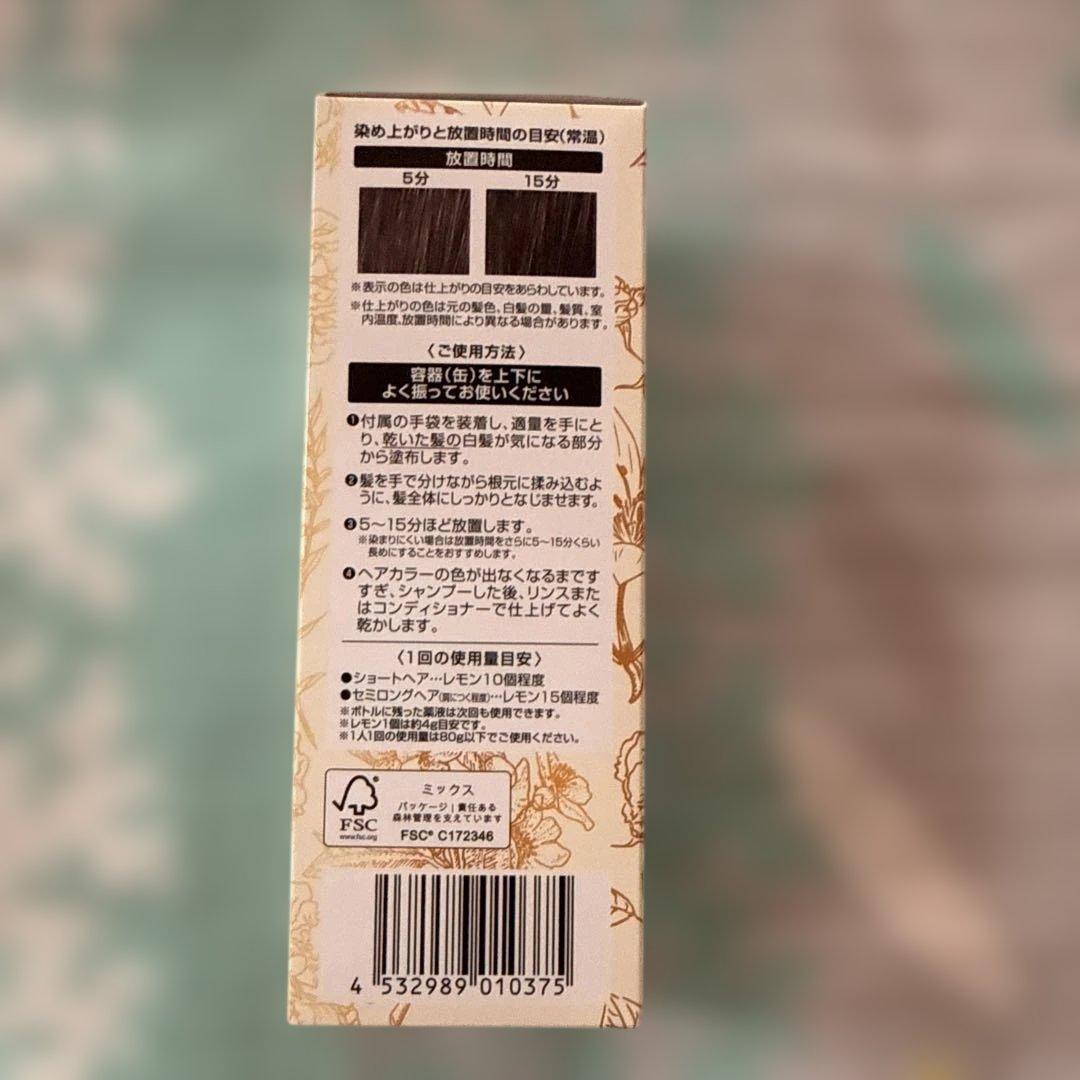 染め上がりと放置時間の目安(常温)
放置時間
5分 15分
※表示の色は仕上がりの目安をあらわしています。
※仕上がりの色は元の髪色、白髪の量、髪質、室
内温度、放置時間により異なる場合があります。
〈ご使用方法〉
容器(缶)を上下に
よく振ってお使いください
❶付属の手袋を装着し、適量を手にと
り、乾いた髪の白髪が気になる部分
から塗布します。
❷髪を手で分けながら根元に揉み込むよ
うに、髪全体にしっかりとなじませます。
❸5〜15分ほど放置します。
※染まりにくい場合は放置時間をさらに5〜15分くらい
長めにすることをおすすめします。
❹ヘアカラーの色が出なくなるまです
すぎ、シャンプーした後、リンスまた
はコンディショナーで仕上げてよく
乾かします。
〈1回の使用量目安〉
●ショートヘア…レモン10個程度
●セミロングヘア(肩につく程度)…レモン15個程度
※ボトルに残った薬液は次回も使用できます。
※レモン1個は約4g目安です。
※1人1回の使用量は80g以下でご使用ください。
ミックス
パッケージ|責任ある
森林管理を支えています
FSC® C172346
FSC
www.fsc.org
4 532989 010375